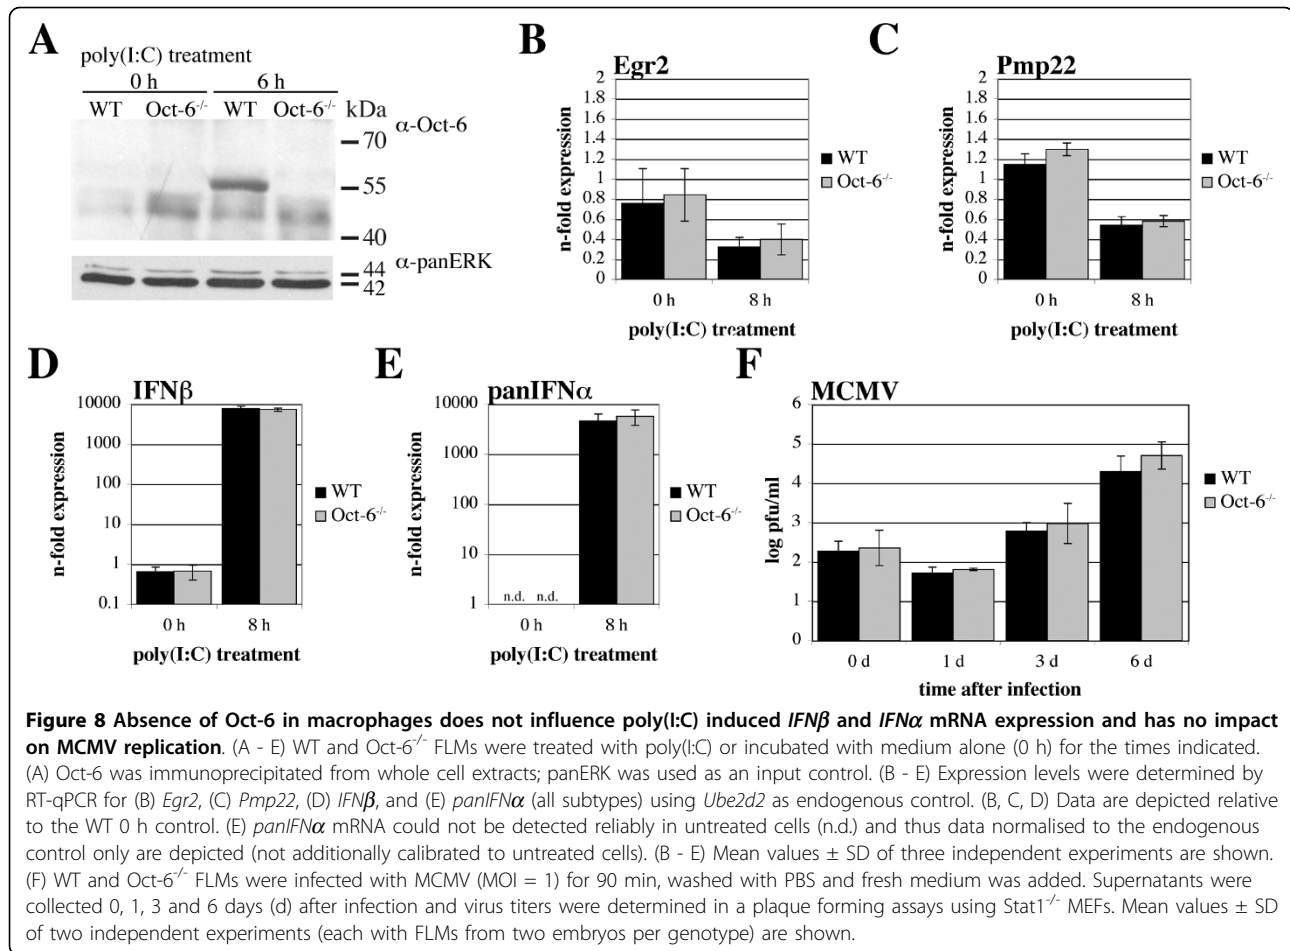 A
poly(I:C) treatment
0 h 6 h
WT Oct-6-/- WT Oct-6-/- kDa
α-Oct-6
70
55
40
α-panERK
44
42
B
Egr2
n-fold expression
2
1.8
1.6
1.4
1.2
1
0.8
0.6
0.4
0.2
0
0 h 8 h
poly(I:C) treatment
WT
Oct-6-/-
C
Pmp22
n-fold expression
2
1.8
1.6
1.4
1.2
1
0.8
0.6
0.4
0.2
0
0 h 8 h
poly(I:C) treatment
WT
Oct-6-/-
D
IFNβ
n-fold expression
10000
1000
100
10
1
0.1
0 h 8 h
poly(I:C) treatment
WT
Oct-6-/-
E
panIFNα
n-fold expression
10000
1000
100
10
1
n.d. n.d.
0 h 8 h
poly(I:C) treatment
WT
Oct-6-/-
F
MCMV
log pfu/ml
6
5
4
3
2
1
0
0 d 1 d 3 d 6 d
time after infection
WT
Oct-6-/-
Figure 8 Absence of Oct-6 in macrophages does not influence poly(I:C) induced IFNβ and IFNα mRNA expression and has no impact
on MCMV replication. (A - E) WT and Oct-6-/- FLMs were treated with poly(I:C) or incubated with medium alone (0 h) for the times indicated.
(A) Oct-6 was immunoprecipitated from whole cell extracts; panERK was used as an input control. (B - E) Expression levels were determined by
RT-qPCR for (B) Egr2, (C) Pmp22, (D) IFNβ, and (E) panIFNα (all subtypes) using Ube2d2 as endogenous control. (B, C, D) Data are depicted relative
to the WT 0 h control. (E) panIFNα mRNA could not be detected reliably in untreated cells (n.d.) and thus data normalised to the endogenous
control only are depicted (not additionally calibrated to untreated cells). (B - E) Mean values ± SD of three independent experiments are shown.
(F) WT and Oct-6-/- FLMs were infected with MCMV (MOI = 1) for 90 min, washed with PBS and fresh medium was added. Supernatants were
collected 0, 1, 3 and 6 days (d) after infection and virus titers were determined in a plaque forming assays using Stat1-/- MEFs. Mean values ± SD
of two independent experiments (each with FLMs from two embryos per genotype) are shown.